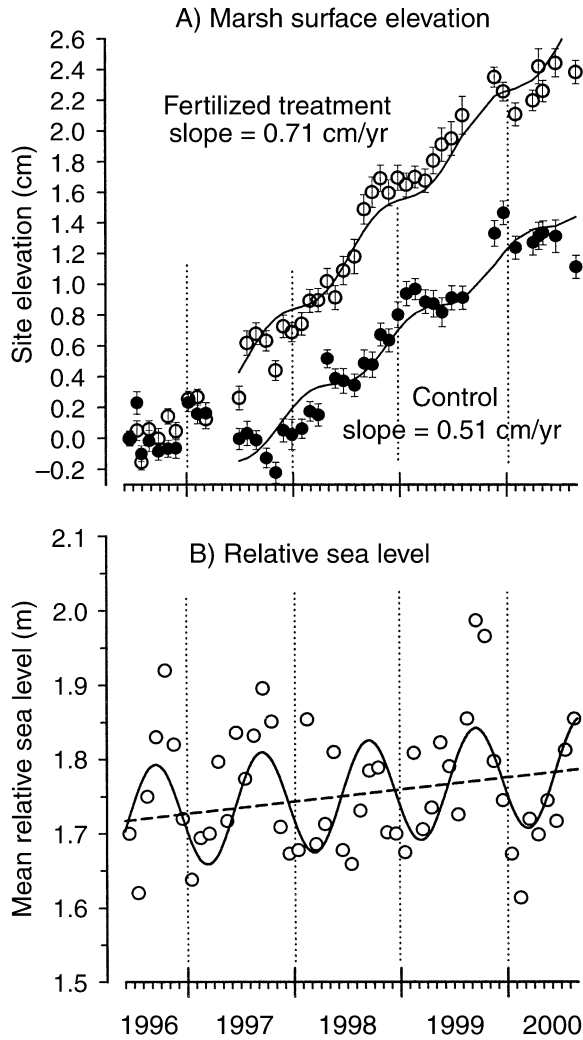 A) Marsh surface elevation
2.6
2.4
2.2
2.0
1.8
1.6
1.4
1.2
1.0
0.8
0.6
0.4
0.2
0.0
−0.2
Site elevation (cm)
Fertilized treatment
slope = 0.71 cm/yr
Control
slope = 0.51 cm/yr
B) Relative sea level
2.1
2.0
1.9
1.8
1.7
1.6
1.5
Mean relative sea level (m)
1996 1997 1998 1999 2000